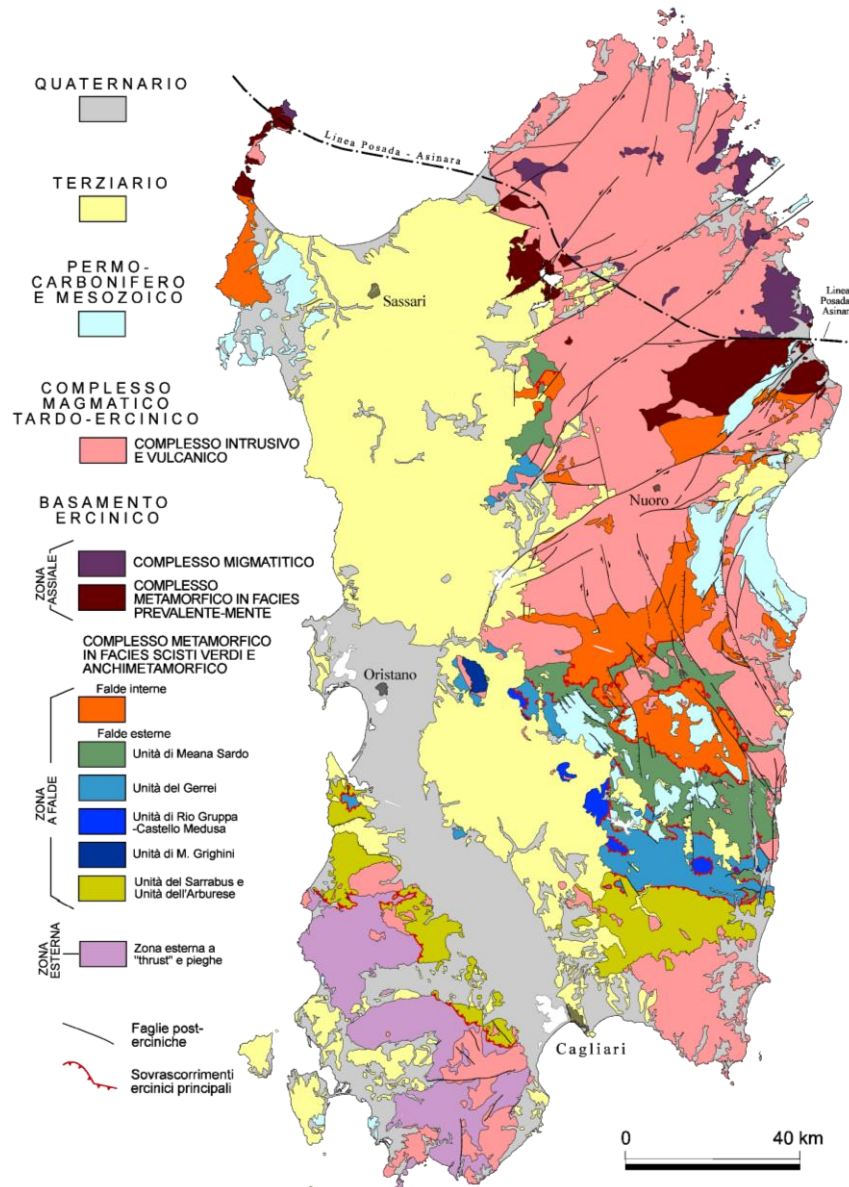 QUATERNARIO
TERZIARIO
PERMO-
CARBONIFERO
E MESOZOICO
COMPLESSO
MAGMATICO
TARDO-ERCINICO
COMPLESSO INTRUSIVO
E VULCANICO
BASAMENTO
ERCINICO
ZONA
ASSIALE
COMPLESSO MIGMATITICO
COMPLESSO
METAMORFICO IN FACIES
PREVALENTE-MENTE
COMPLESSO METAMORFICO
IN FACIES SCISTI VERDI E
ANCHIMETAMORFICO
ZONA
A FALDE
Falde interne
Falde esterne
Unità di Meana Sardo
Unità del Gerrei
Unità di Rio Gruppa
-Castello Medusa
Unità di M. Grighini
Unità del Sarrabus e
Unità dell'Arburese
ZONA
ESTERNA
Zona esterna a
"thrust" e pieghe
Faglie post-
erciniche
Sovrascorrimenti
ercinici principali
Linea Posada - Asinara
Sassari
Linea
Posada-
Asinara
Nuoro
Oristano
Cagliari
0 40 km